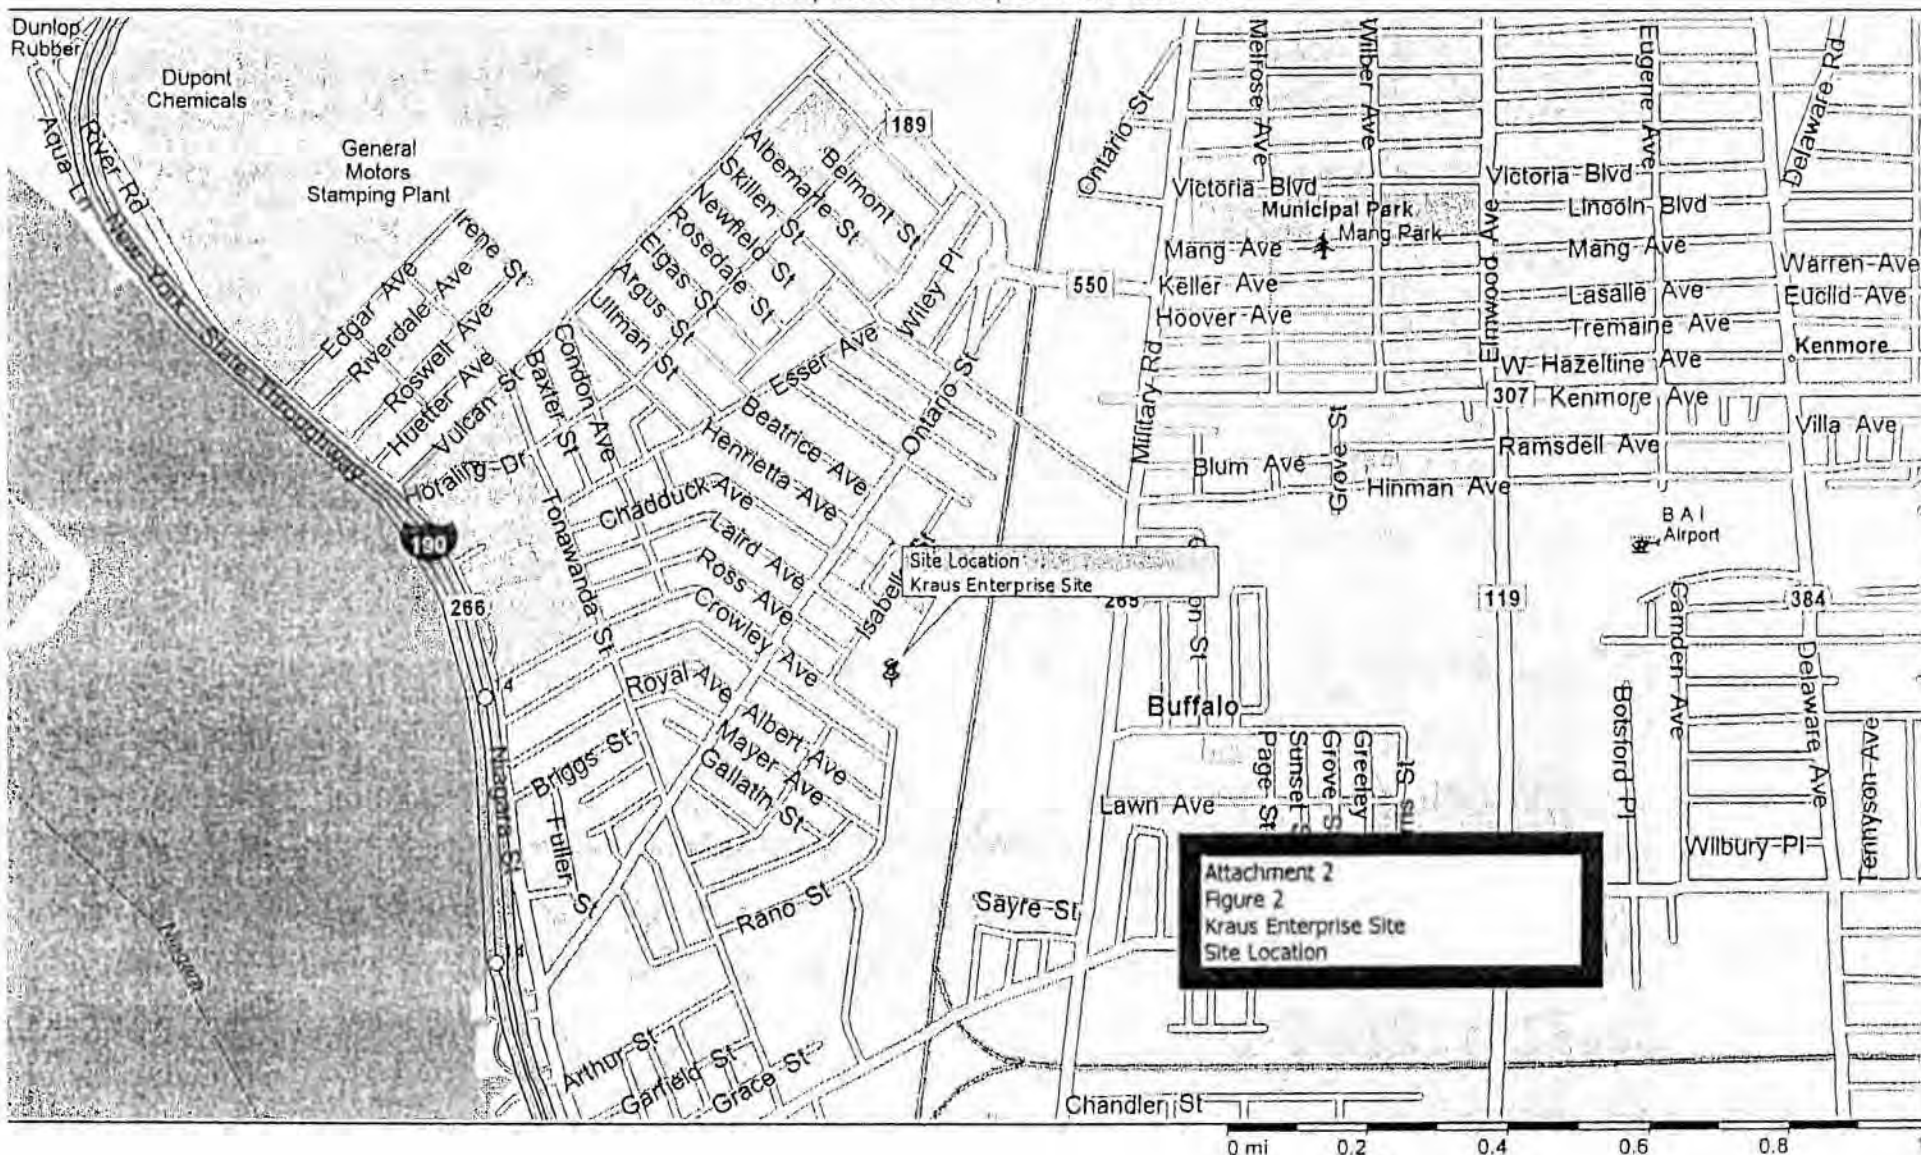 Dunlop
Rubber
Dupont
Chemicals
General
Motors
Stamping Plant
Aqua Ln
River Rd
New York State Throughway
Irene St
Edgar Ave
Riverdale Ave
Roswell Ave
Huetter Ave
Vulcan St
Hotaling Dr
Baxter St
Condon Ave
Albemarle St
Belmont St
Skillen St
Newfield St
Rosedale St
Elgas St
Argus St
Ullman St
189
Wiley Pl
Esser Ave
Ontario St
Beatrice Ave
Henrietta Ave
Chadduck Ave
Laird Ave
Ross Ave
Crowley Ave
Tonawanda St
190
266
Royal Ave
Albert Ave
Mayer Ave
Gallatin St
Briggs St
Fuller St
Niagara St
Rano St
Arthur St
Garfield St
Grace St
Niagara
14
Site Location
Kraus Enterprise Site
Ontario St
550
Military Rd
Melrose Ave
Wilber Ave
Eugene Ave
Delaware Rd
Victoria Blvd
Victoria Blvd
Municipal Park
Mang Park
Lincoln Blvd
Mang Ave
Mang Ave
Warren Ave
Keller Ave
Lasalle Ave
Euclid Ave
Hoover Ave
Tremaine Ave
Elmwood Ave
W Hazeltine Ave
Kenmore
307
Kenmore Ave
Villa Ave
Ramsdell Ave
Blum Ave
Grove St
Hinman Ave
B A I
Airport
119
384
Camden Ave
Delaware Ave
Buffalo
Botsford Pl
Tennyson Ave
Page St
Sunset S
Grove S
Greeley
St
Lawn Ave
Wilbury Pl
Sayre St
Chandler St
Attachment 2
Figure 2
Kraus Enterprise Site
Site Location
0 mi 0.2 0.4 0.6 0.8